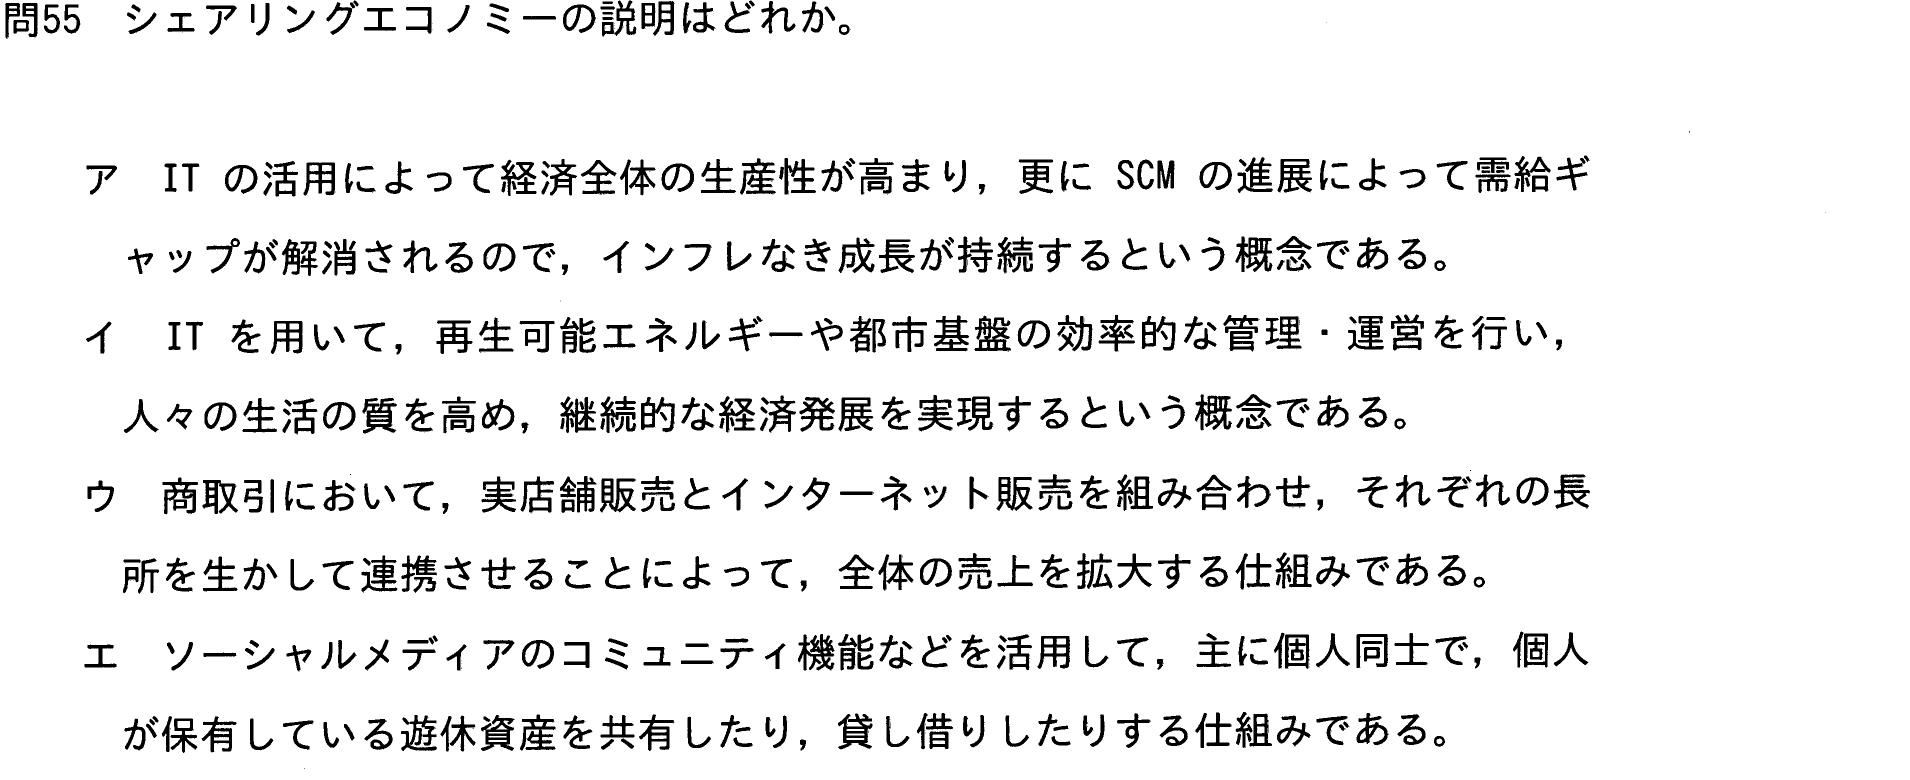 問55　シェアリングエコノミーの説明はどれか。
ア　IT の活用によって経済全体の生産性が高まり，更に SCM の進展によって需給ギ
ャップが解消されるので，インフレなき成長が持続するという概念である。
イ　IT を用いて，再生可能エネルギーや都市基盤の効率的な管理・運営を行い，
人々の生活の質を高め，継続的な経済発展を実現するという概念である。
ウ　商取引において，実店舗販売とインターネット販売を組み合わせ，それぞれの長
所を生かして連携させることによって，全体の売上を拡大する仕組みである。
エ　ソーシャルメディアのコミュニティ機能などを活用して，主に個人同士で，個人
が保有している遊休資産を共有したり，貸し借りしたりする仕組みである。